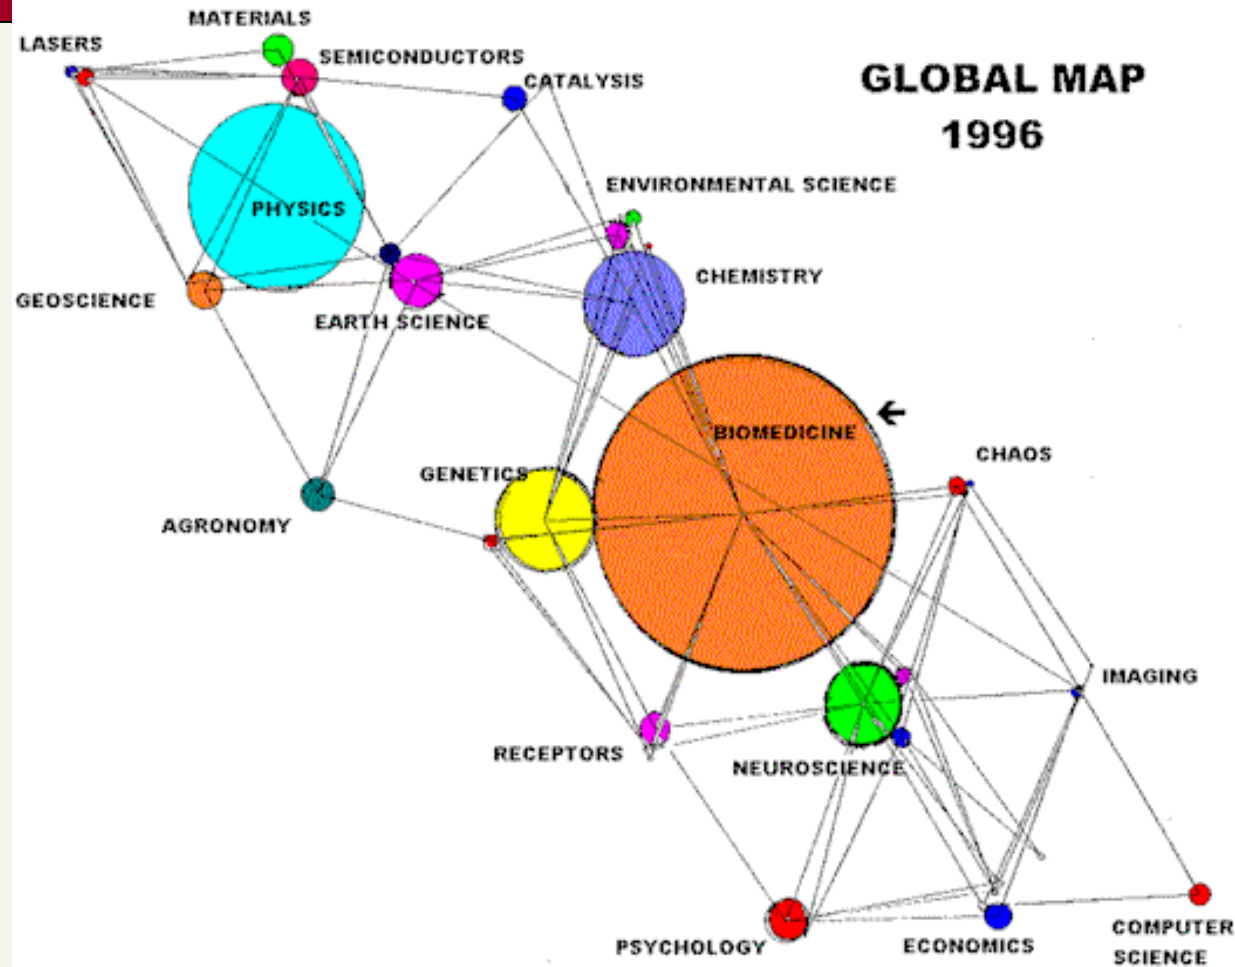 MATERIALS
LASERS
SEMICONDUCTORS
CATALYSIS
GLOBAL MAP
1996
ENVIRONMENTAL SCIENCE
PHYSICS
CHEMISTRY
GEOSCIENCE
EARTH SCIENCE
BIOMEDICINE
CHAOS
GENETICS
AGRONOMY
IMAGING
RECEPTORS
NEUROSCIENCE
PSYCHOLOGY
ECONOMICS
COMPUTER
SCIENCE